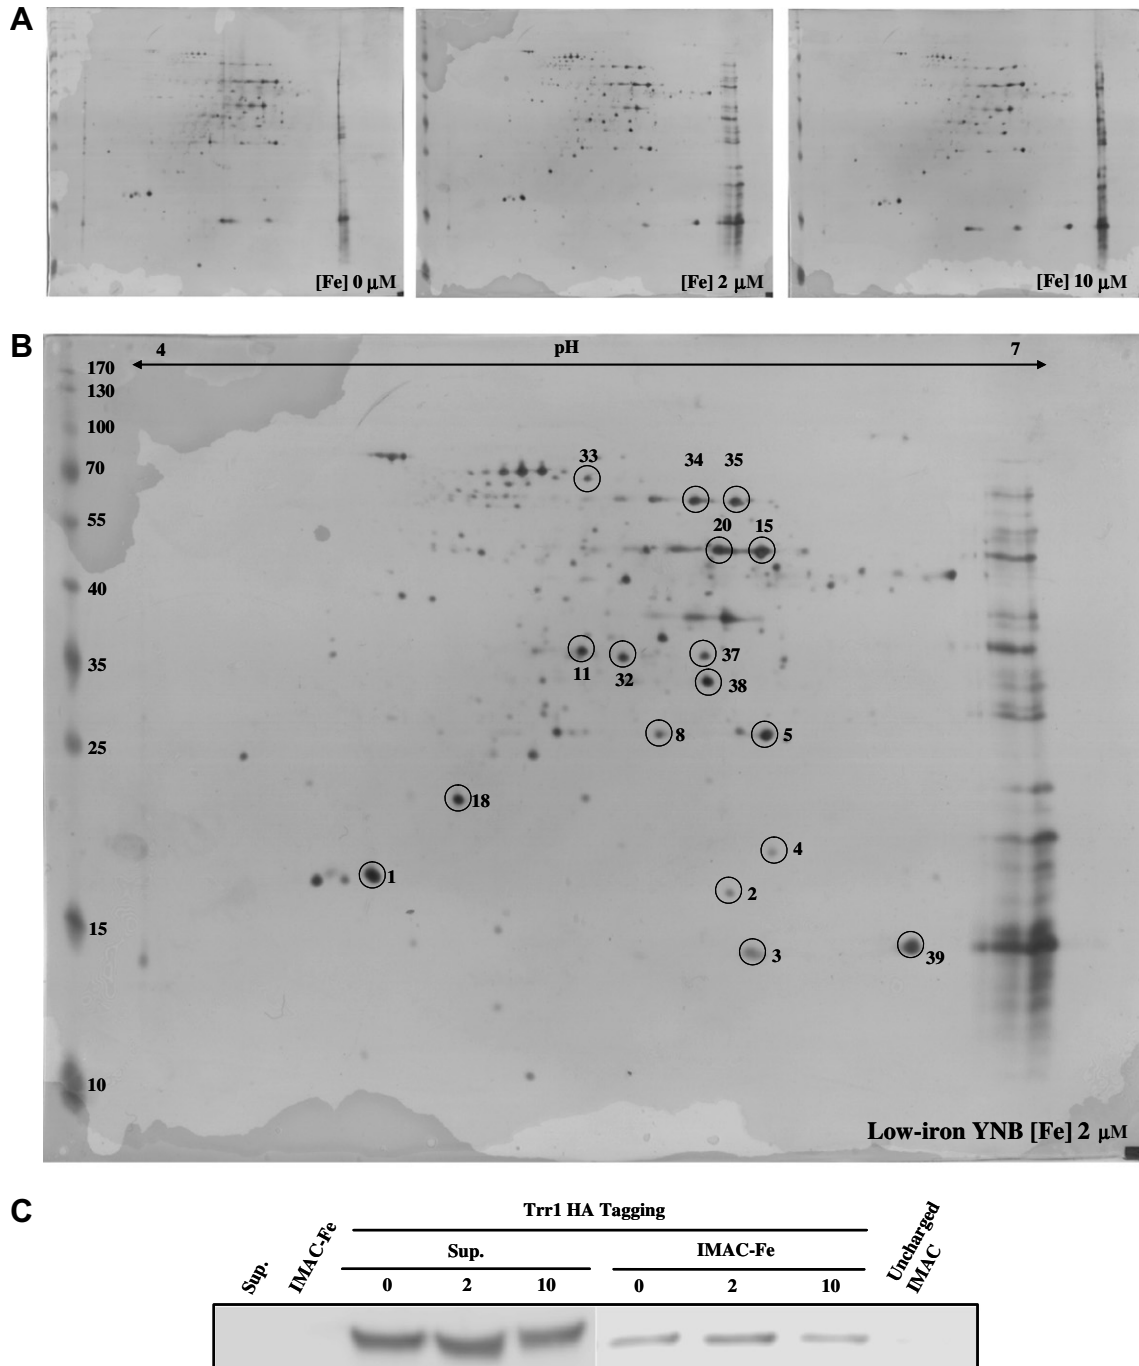 A
[Fe] 0 µM
[Fe] 2 µM
[Fe] 10 µM
B
4 pH 7
170
130
100
70
55
40
35
25
15
10
33
34 35
20 15
11 32 37
38
8 5
18
4
1
2
3 39
Low-iron YNB [Fe] 2 µM
C
Trr1 HA Tagging
Sup. IMAC-Fe Sup. IMAC-Fe Uncharged IMAC
0 2 10 0 2 10